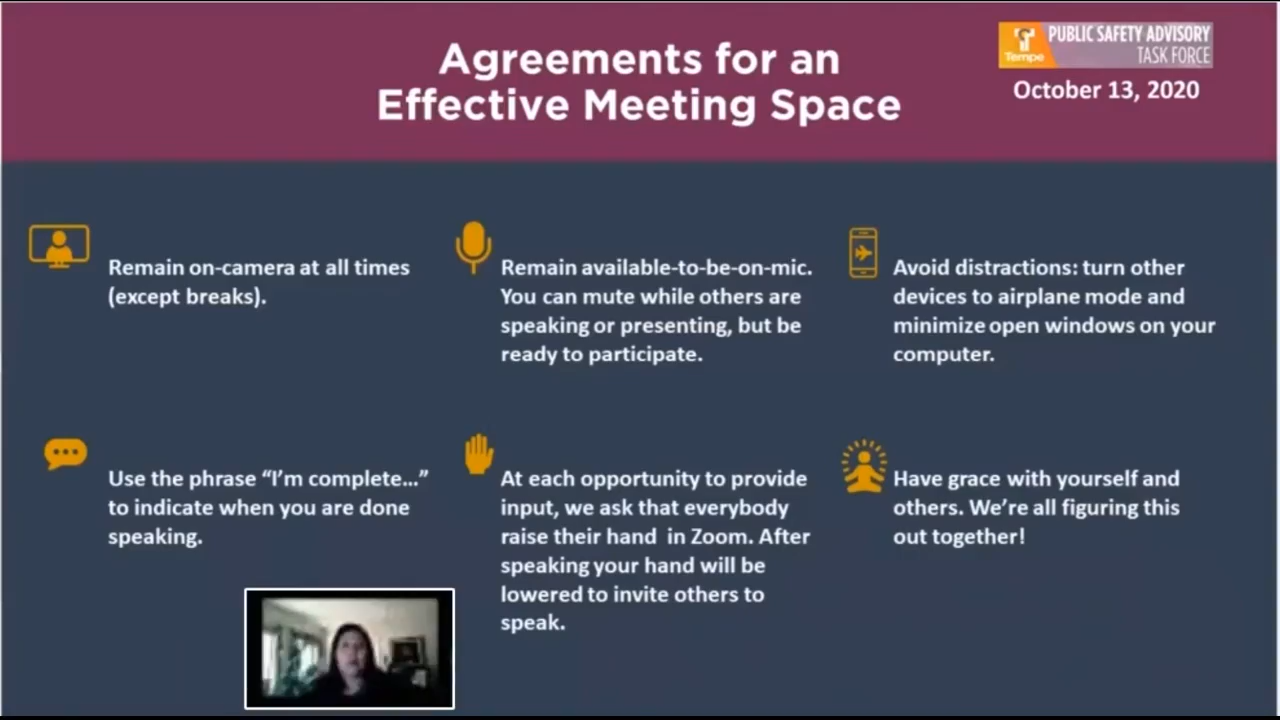 Agreements for an
Effective Meeting Space
Tempe
PUBLIC SAFETY ADVISORY
TASK FORCE
October 13, 2020
Remain on-camera at all times
(except breaks).
Remain available-to-be-on-mic.
You can mute while others are
speaking or presenting, but be
ready to participate.
Avoid distractions: turn other
devices to airplane mode and
minimize open windows on your
computer.
Use the phrase “I’m complete...”
to indicate when you are done
speaking.
At each opportunity to provide
input, we ask that everybody
raise their hand in Zoom. After
speaking your hand will be
lowered to invite others to
speak.
Have grace with yourself and
others. We’re all figuring this
out together!